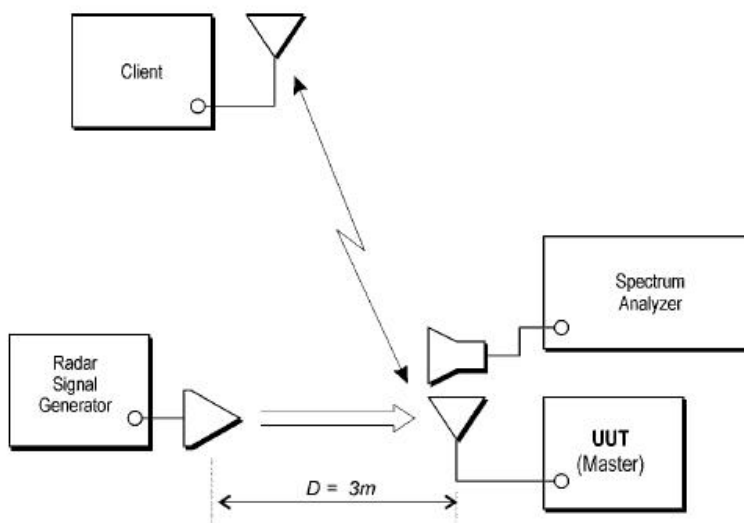 Client
Spectrum
Analyzer
Radar
Signal
Generator
UUT
(Master)
D = 3m